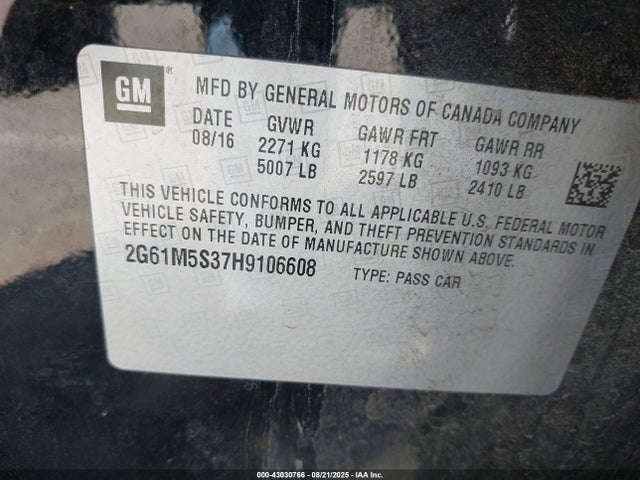 GM ®
MFD BY GENERAL MOTORS OF CANADA COMPANY
DATE GVWR GAWR FRT GAWR RR
08/16 2271 KG 1178 KG 1093 KG
5007 LB 2597 LB 2410 LB
THIS VEHICLE CONFORMS TO ALL APPLICABLE U.S. FEDERAL MOTOR
VEHICLE SAFETY, BUMPER, AND THEFT PREVENTION STANDARDS IN
EFFECT ON THE DATE OF MANUFACTURE SHOWN ABOVE.
2G61M5S37H9106608 TYPE: PASS CAR
000-43030766 - 08/21/2025 - IAA Inc.